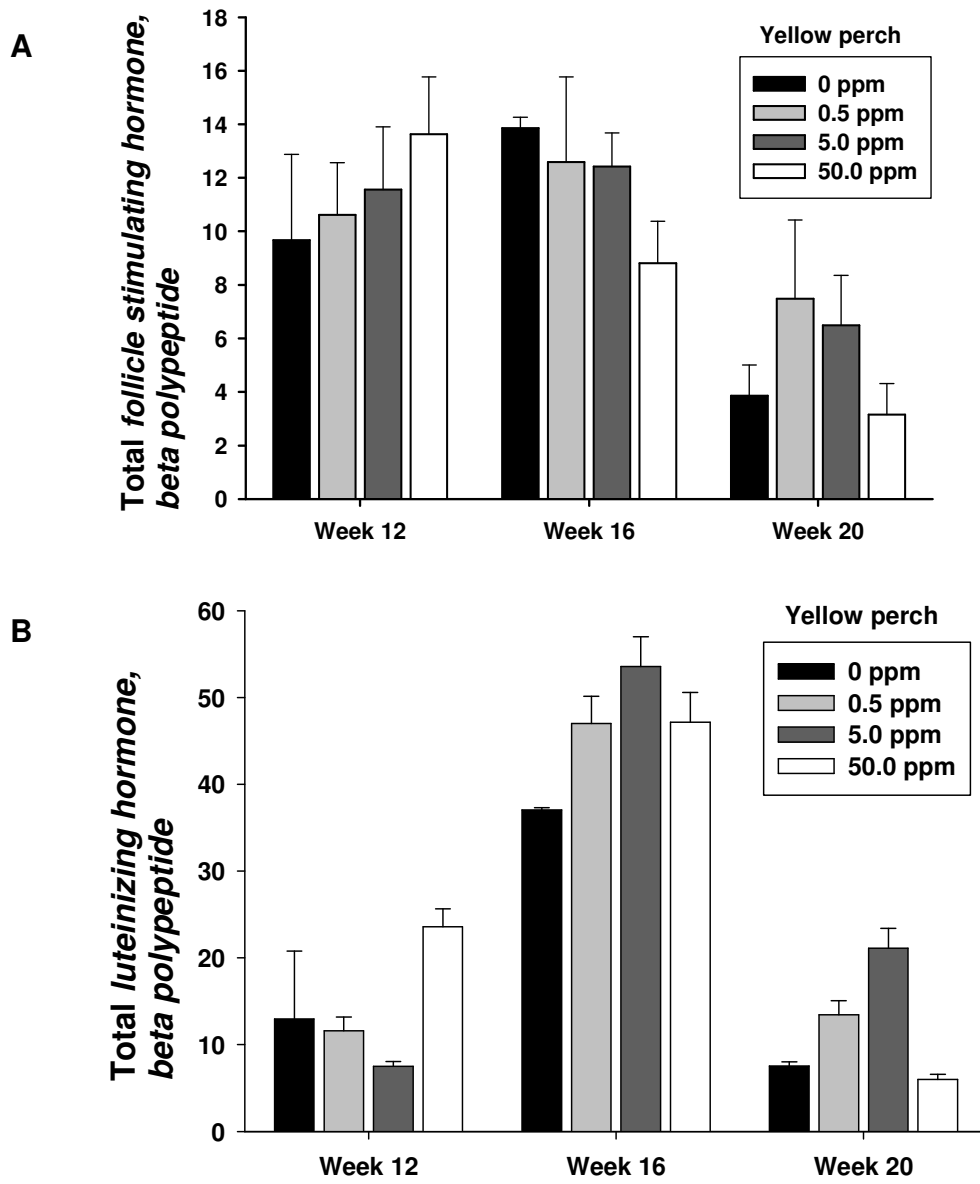 A
Total follicle stimulating hormone,
beta polypeptide
18
16
14
12
10
8
6
4
2
0
Yellow perch
0 ppm
0.5 ppm
5.0 ppm
50.0 ppm
Week 12 Week 16 Week 20
B
Total luteinizing hormone,
beta polypeptide
60
50
40
30
20
10
0
Yellow perch
0 ppm
0.5 ppm
5.0 ppm
50.0 ppm
Week 12 Week 16 Week 20